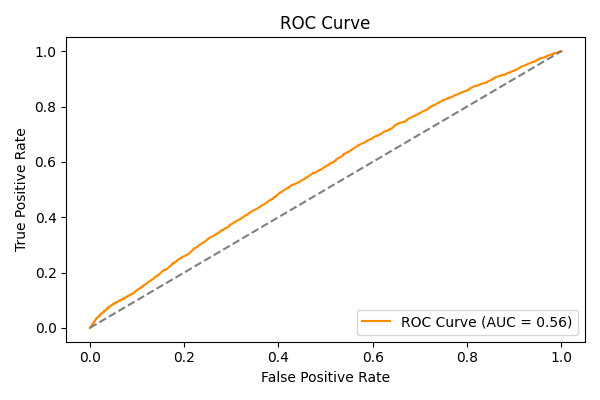 ROC Curve
True Positive Rate
1.0
0.8
0.6
0.4
0.2
0.0
0.0 0.2 0.4 0.6 0.8 1.0
False Positive Rate
ROC Curve (AUC = 0.56)